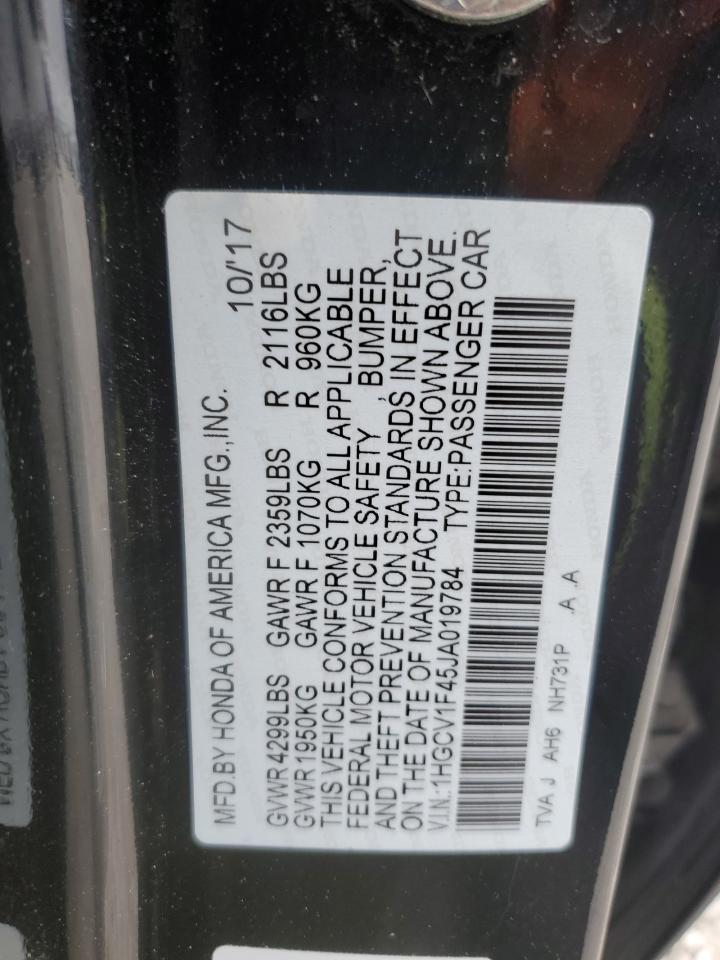 MFD. BY HONDA OF AMERICA MFG.,INC. 10/'17
GVWR 4299LBS GAWR F 2359LBS R 2116LBS
GVWR 1950KG GAWR F 1070KG R 960KG
THIS VEHICLE CONFORMS TO ALL APPLICABLE
FEDERAL MOTOR VEHICLE SAFETY , BUMPER,
AND THEFT PREVENTION STANDARDS IN EFFECT
ON THE DATE OF MANUFACTURE SHOWN ABOVE.
V.I.N.:1HGCV1F45JA019784 TYPE:PASSENGER CAR
TVA J AH6 NH731P .A .A